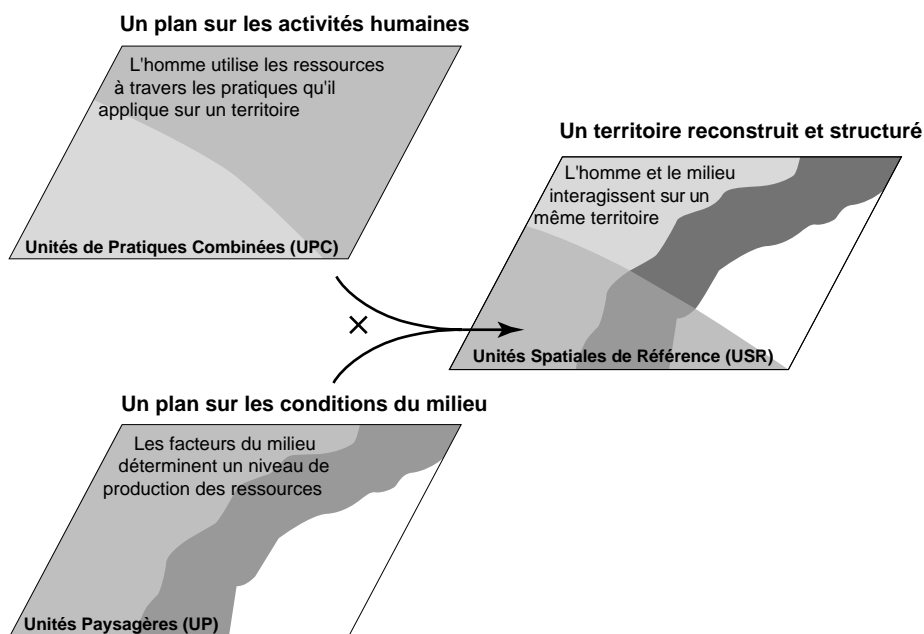 Un plan sur les activités humaines
L'homme utilise les ressources
à travers les pratiques qu'il
applique sur un territoire
Unités de Pratiques Combinées (UPC)
Un territoire reconstruit et structuré
L'homme et le milieu
interagissent sur un
même territoire
Unités Spatiales de Référence (USR)
×
Un plan sur les conditions du milieu
Les facteurs du milieu
déterminent un niveau de
production des ressources
Unités Paysagères (UP)